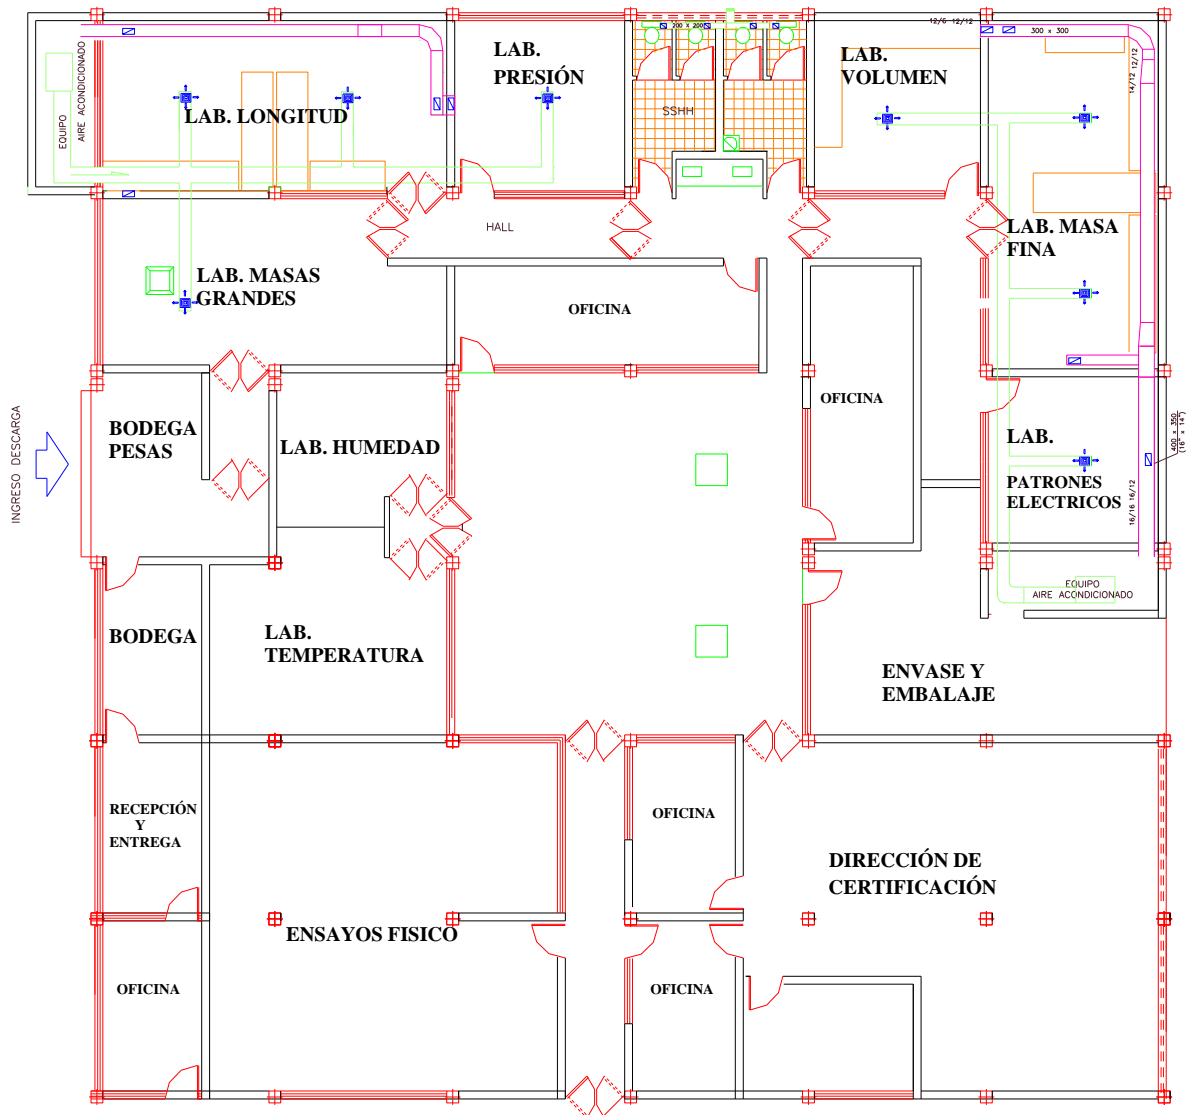 12/6 12/12
200 x 200
300 x 300
14/12 12/12
LAB.
PRESIÓN
LAB.
VOLUMEN
EQUIPO
AIRE ACONDICIONADO
LAB. LONGITUD
SSHH
HALL
LAB. MASA
FINA
LAB. MASAS
GRANDES
OFICINA
INGRESO DESCARGA
BODEGA
PESAS
LAB. HUMEDAD
OFICINA
LAB.
PATRONES
ELECTRICOS
400 x 350
(16" x 14")
16/16 16/12
EQUIPO
AIRE ACONDICIONADO
BODEGA
LAB.
TEMPERATURA
ENVASE Y
EMBALAJE
RECEPCIÓN
Y
ENTREGA
OFICINA
DIRECCIÓN DE
CERTIFICACIÓN
ENSAYOS FISICO
OFICINA
OFICINA